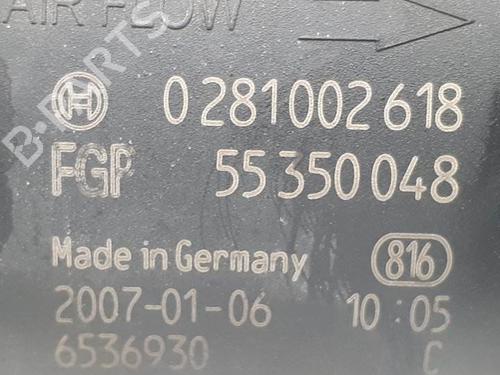 AIR FLOW
B-PARTS
0 281 002 618
FGP 55 350 048
Made in Germany 816
2007-01-06 10:05
6536930 C